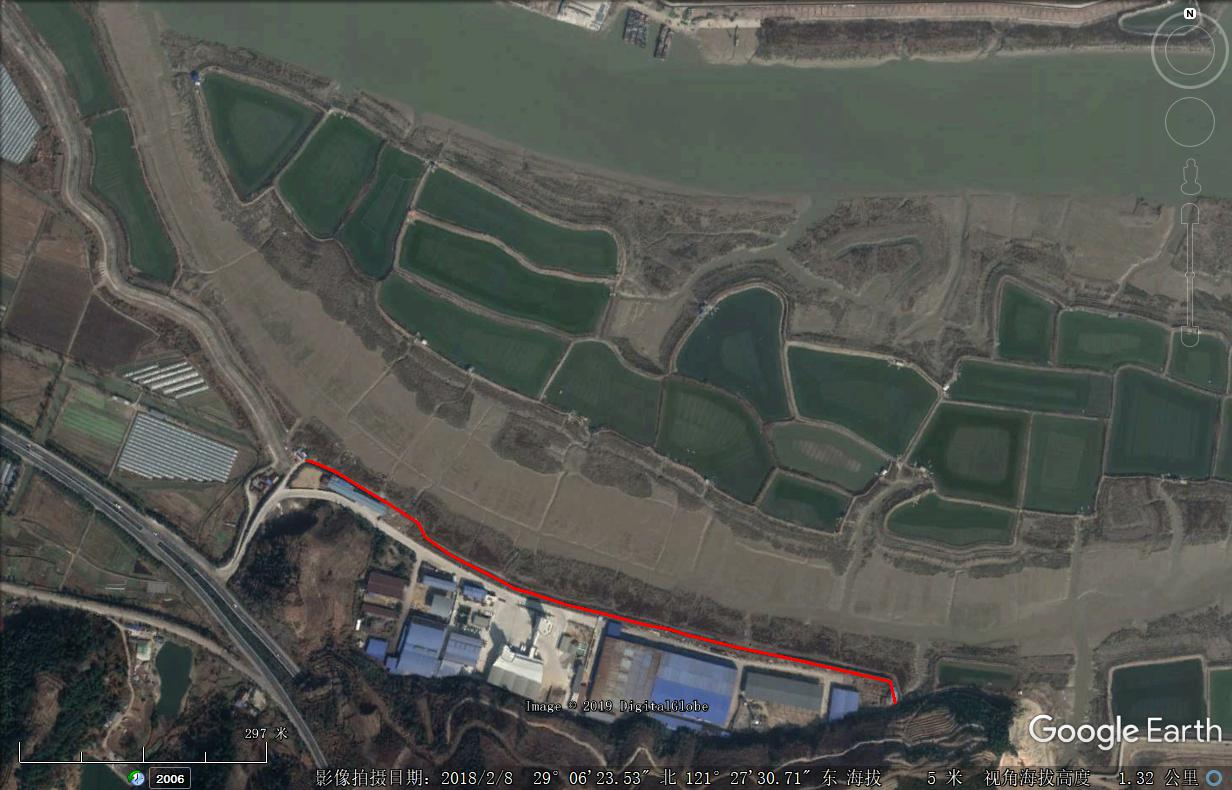 N
Image © 2019 DigitalGlobe
Google Earth
297 米
2006
影像拍摄日期: 2018/2/8 29° 06′23.53″ 北 121° 27′30.71″ 东 海拔 5 米 视角海拔高度 1.32 公里